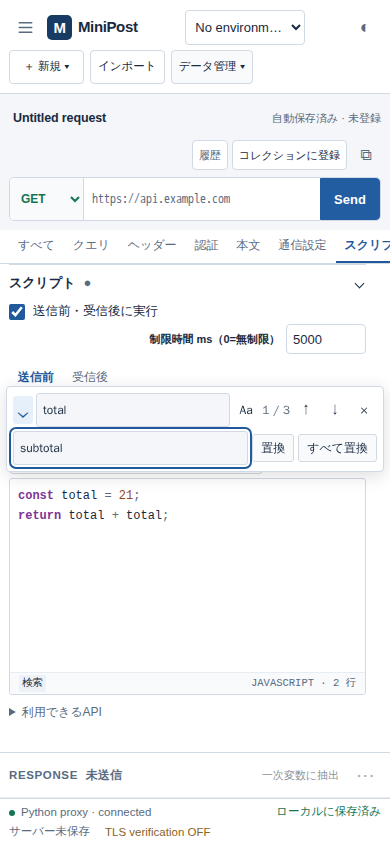 M MiniPost No environm…
＋ 新規 ▾ インポート データ管理 ▾
Untitled request 自動保存済み · 未登録
履歴 コレクションに登録
GET https://api.example.com Send
すべて クエリ ヘッダー 認証 本文 通信設定 スクリプ
スクリプト
送信前・受信後に実行
制限時間 ms（0=無制限） 5000
送信前 受信後
total Aa 1 / 3 ↑ ↓ ×
subtotal 置換 すべて置換
const total = 21;
return total + total;
検索 JAVASCRIPT · 2 行
▶ 利用できるAPI
RESPONSE 未送信 一次変数に抽出 ···
Python proxy · connected ローカルに保存済み
サーバー未保存 TLS verification OFF